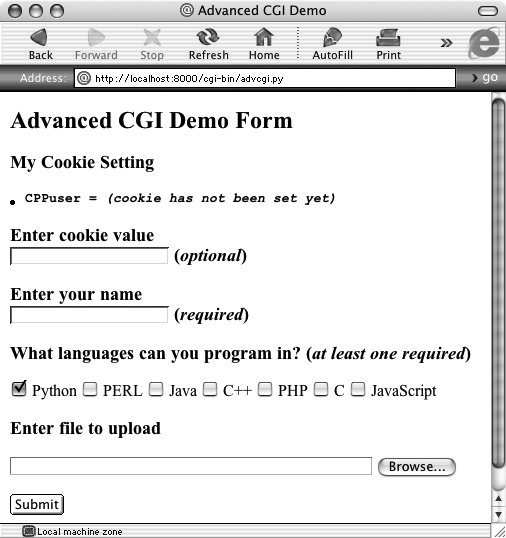 @ Advanced CGI Demo
Back Forward Stop Refresh Home AutoFill Print »
Address: @ http://localhost:8000/cgi-bin/advcgi.py › go
Advanced CGI Demo Form
My Cookie Setting
• CPPuser = (cookie has not been set yet)
Enter cookie value
(optional)
Enter your name
(required)
What languages can you program in? (at least one required)
Python PERL Java C++ PHP C JavaScript
Enter file to upload
Browse...
Submit
Local machine zone